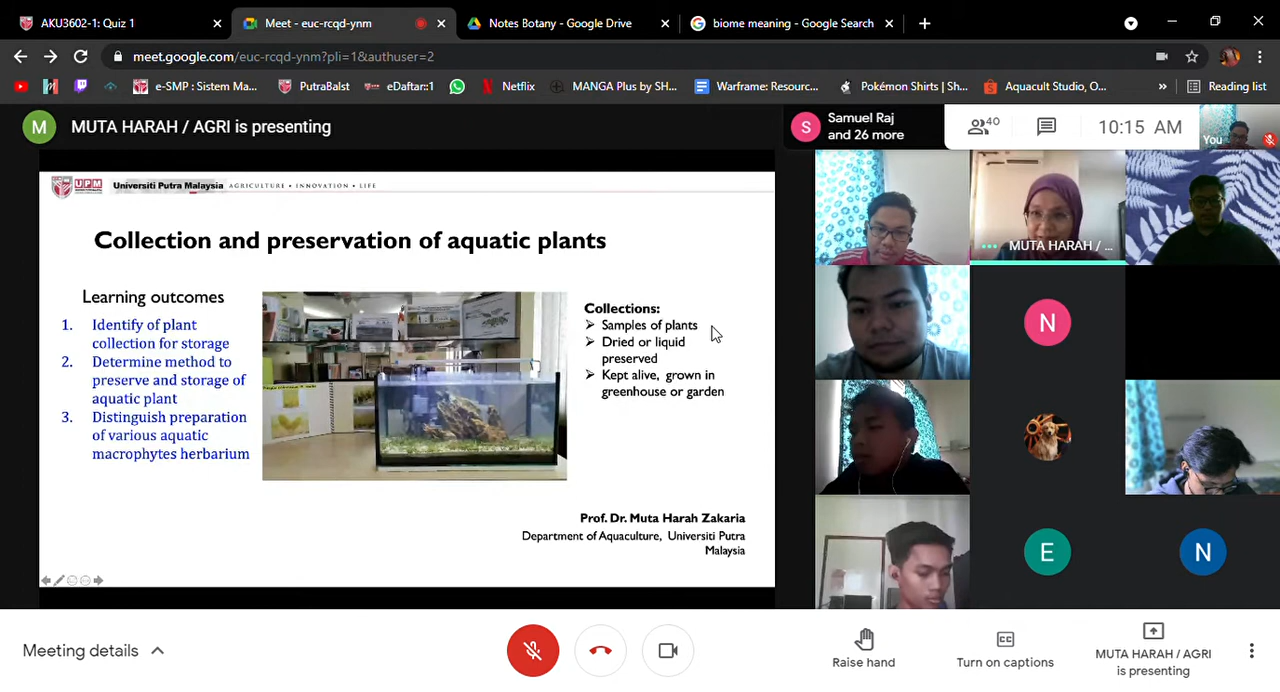 AKU3602-1: Quiz 1
Meet - euc-rcqd-ynm
Notes Botany - Google Drive
biome meaning - Google Search
meet.google.com/euc-rcqd-ynm?pli=1&authuser=2
e-SMP : Sistem Ma...
PutraBalst
eDaftar::1
Netflix
MANGA Plus by SH...
Warframe: Resourc...
Pokémon Shirts | Sh...
Aquacult Studio, O...
»
Reading list
M
MUTA HARAH / AGRI is presenting
S
Samuel Raj
and 26 more
40
10:15 AM
You
UPM
Universiti Putra Malaysia
AGRICULTURE • INNOVATION • LIFE
Collection and preservation of aquatic plants
Learning outcomes
1. Identify of plant
collection for storage
2. Determine method to
preserve and storage of
aquatic plant
3. Distinguish preparation
of various aquatic
macrophytes herbarium
Collections:
➢ Samples of plants
➢ Dried or liquid
preserved
➢ Kept alive, grown in
greenhouse or garden
Prof. Dr. Muta Harah Zakaria
Department of Aquaculture, Universiti Putra
Malaysia
MUTA HARAH / ...
N
E
N
Meeting details
Raise hand
Turn on captions
MUTA HARAH / AGRI
is presenting